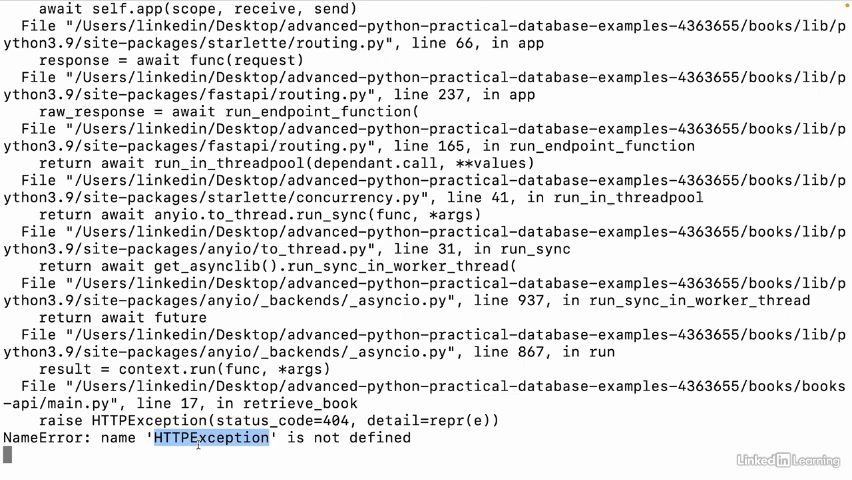 await self.app(scope, receive, send)
File "/Users/linkedin/Desktop/advanced-python-practical-database-examples-4363655/books/lib/p
ython3.9/site-packages/starlette/routing.py", line 66, in app
response = await func(request)
File "/Users/linkedin/Desktop/advanced-python-practical-database-examples-4363655/books/lib/p
ython3.9/site-packages/fastapi/routing.py", line 237, in app
raw_response = await run_endpoint_function(
File "/Users/linkedin/Desktop/advanced-python-practical-database-examples-4363655/books/lib/p
ython3.9/site-packages/fastapi/routing.py", line 165, in run_endpoint_function
return await run_in_threadpool(dependant.call, **values)
File "/Users/linkedin/Desktop/advanced-python-practical-database-examples-4363655/books/lib/p
ython3.9/site-packages/starlette/concurrency.py", line 41, in run_in_threadpool
return await anyio.to_thread.run_sync(func, *args)
File "/Users/linkedin/Desktop/advanced-python-practical-database-examples-4363655/books/lib/p
ython3.9/site-packages/anyio/to_thread.py", line 31, in run_sync
return await get_asynclib().run_sync_in_worker_thread(
File "/Users/linkedin/Desktop/advanced-python-practical-database-examples-4363655/books/lib/p
ython3.9/site-packages/anyio/_backends/_asyncio.py", line 937, in run_sync_in_worker_thread
return await future
File "/Users/linkedin/Desktop/advanced-python-practical-database-examples-4363655/books/lib/p
ython3.9/site-packages/anyio/_backends/_asyncio.py", line 867, in run
result = context.run(func, *args)
File "/Users/linkedin/Desktop/advanced-python-practical-database-examples-4363655/books/books
-api/main.py", line 17, in retrieve_book
raise HTTPException(status_code=404, detail=repr(e))
NameError: name 'HTTPException' is not defined
LinkedIn Learning